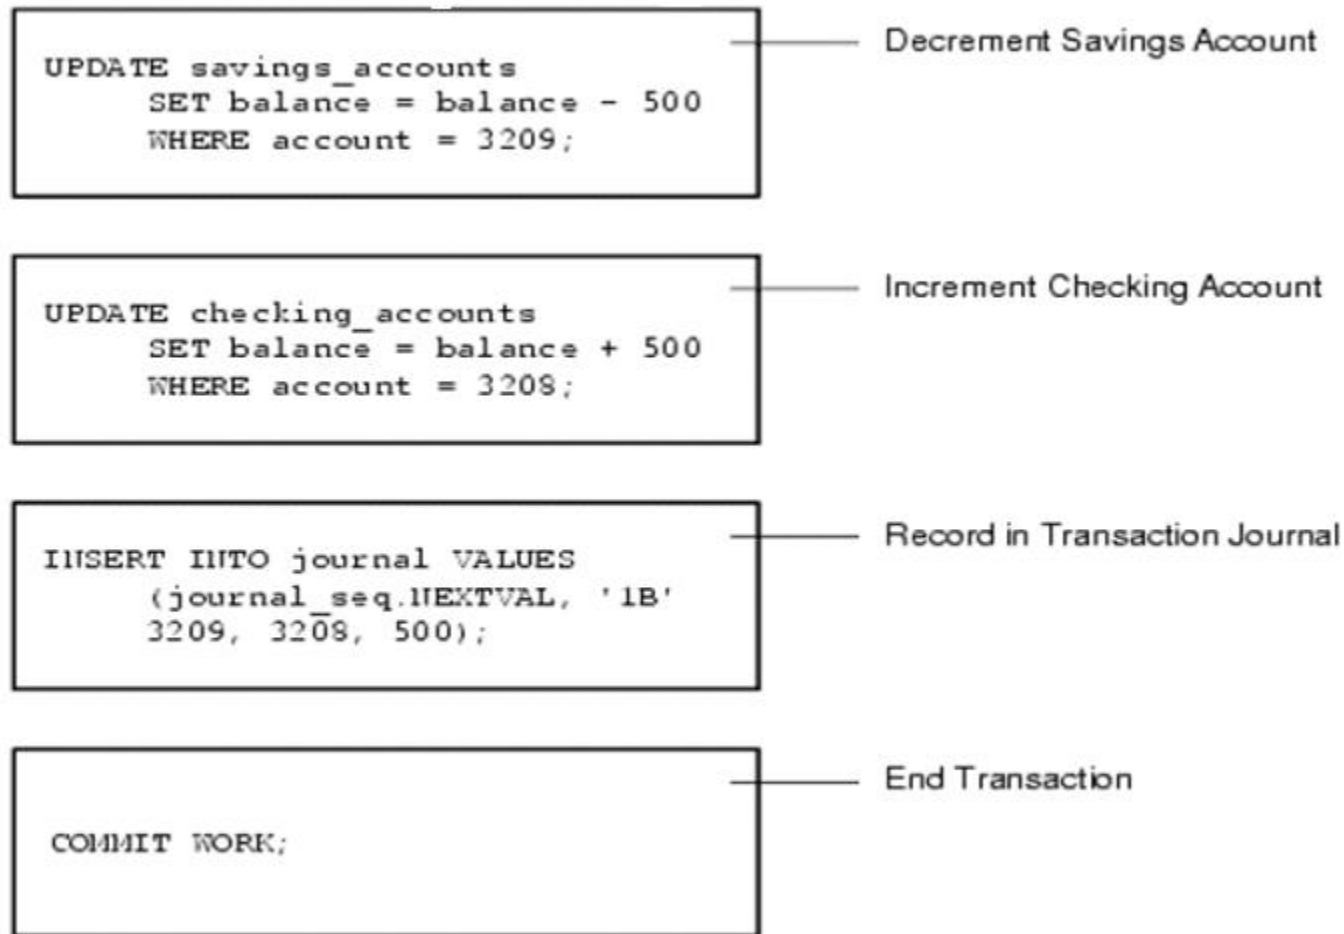 UPDATE savings_accounts
SET balance = balance - 500
WHERE account = 3209;
Decrement Savings Account
UPDATE checking_accounts
SET balance = balance + 500
WHERE account = 3208;
Increment Checking Account
INSERT INTO journal VALUES
(journal_seq.NEXTVAL, '1B'
3209, 3208, 500);
Record in Transaction Journal
COMMIT WORK;
End Transaction